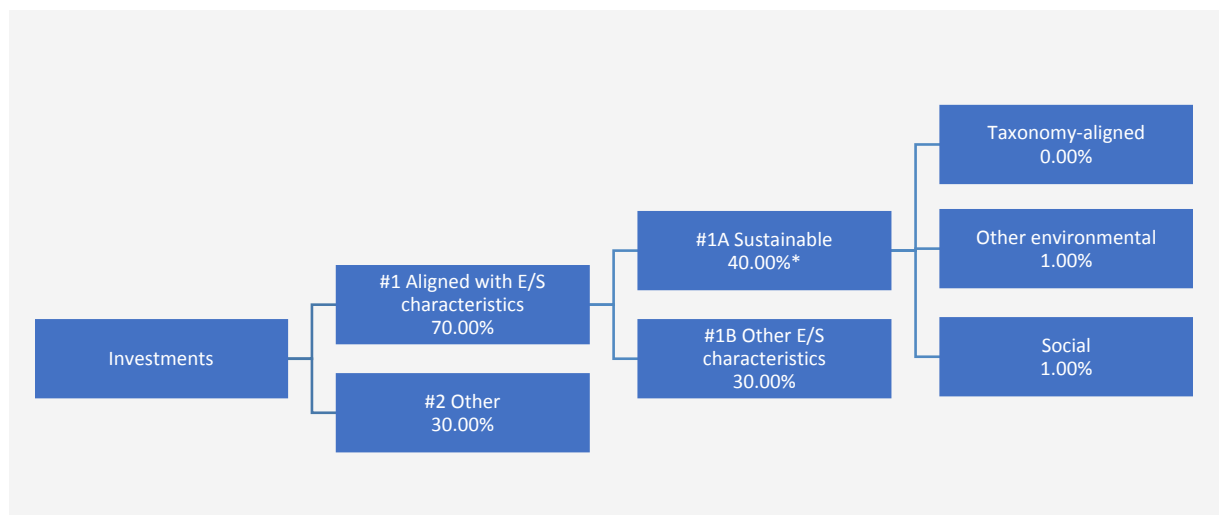 Investments
#1 Aligned with E/S
characteristics
70.00%
#2 Other
30.00%
#1A Sustainable
40.00%*
#1B Other E/S
characteristics
30.00%
Taxonomy-aligned
0.00%
Other environmental
1.00%
Social
1.00%